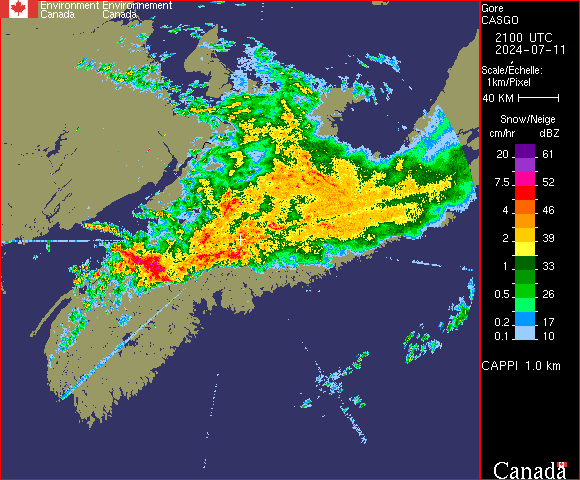 Environment Environnement
Canada Canada
Gore
CASGO
2100 UTC
2024-07-11
Scale/Échelle:
1km/Pixel
40 KM
Snow/Neige
cm/hr dBZ
20 61
7.5 52
4 46
2 39
1 33
0.5 26
0.2 17
0.1 10
CAPPI 1.0 km
Canada